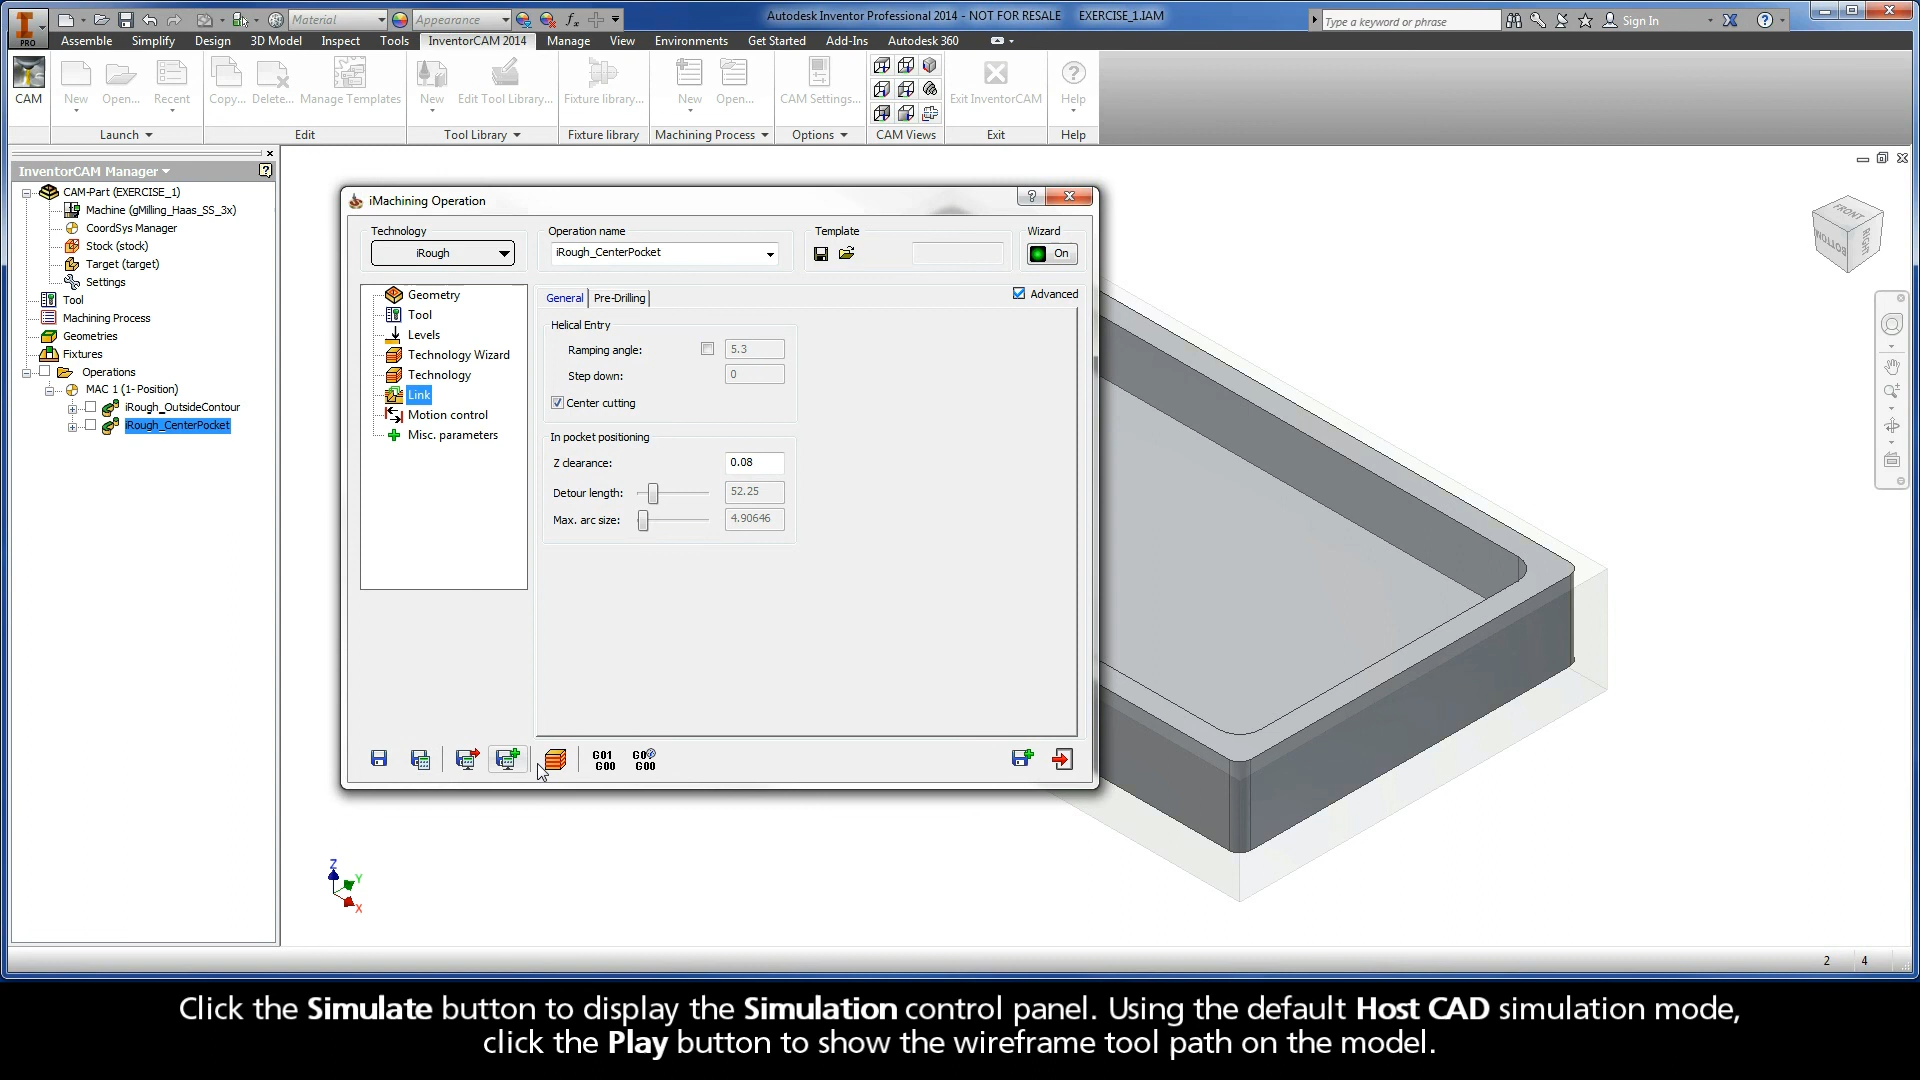 PRO
Material
Appearance
Autodesk Inventor Professional 2014 - NOT FOR RESALE EXERCISE_1.IAM
Type a keyword or phrase
Sign In
Assemble Simplify Design 3D Model Inspect Tools InventorCAM 2014 Manage View Environments Get Started Add-Ins Autodesk 360
CAM New Open... Recent Copy... Delete... Manage Templates New Edit Tool Library... Fixture library... New Open... CAM Settings... Exit InventorCAM Help
Launch Edit Tool Library Fixture library Machining Process Options CAM Views Exit Help
InventorCAM Manager
CAM-Part (EXERCISE_1)
Machine (gMilling_Haas_SS_3x)
CoordSys Manager
Stock (stock)
Target (target)
Settings
Tool
Machining Process
Geometries
Fixtures
Operations
MAC 1 (1- Position)
iRough_OutsideContour
iRough_CenterPocket
iMachining Operation
Technology
iRough
Operation name
iRough_CenterPocket
Template
Wizard
On
Geometry
Tool
Levels
Technology Wizard
Technology
Link
Motion control
Misc. parameters
General Pre-Drilling
Advanced
Helical Entry
Ramping angle: 5.3
Step down: 0
Center cutting
In pocket positioning
Z clearance: 0.08
Detour length: 52.25
Max. arc size: 4.90646
G01
G00
G0
G00
FRONT
BOTTOM
RIGHT
Z
Y
X
2 4
Click the Simulate button to display the Simulation control panel. Using the default Host CAD simulation mode,
click the Play button to show the wireframe tool path on the model.